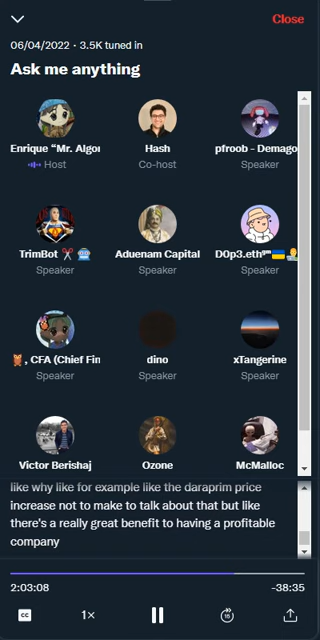 Close
06/04/2022 · 3.5K tuned in
Ask me anything
Enrique “Mr. Algor
Hash
pfroob - Demago
Host
Co-host
Speaker
TrimBot ✂️ 🤖
Aduenam Capital
D0p3.eth
Speaker
Speaker
Speaker
🦉, CFA (Chief Fin
dino
xTangerine
Speaker
Speaker
Speaker
Victor Berishaj
Ozone
McMalloc
like why like for example like the daraprim price
increase not to make to talk about that but like
there's a really great benefit to having a profitable
company
2:03:08
-38:35
CC
1×
15